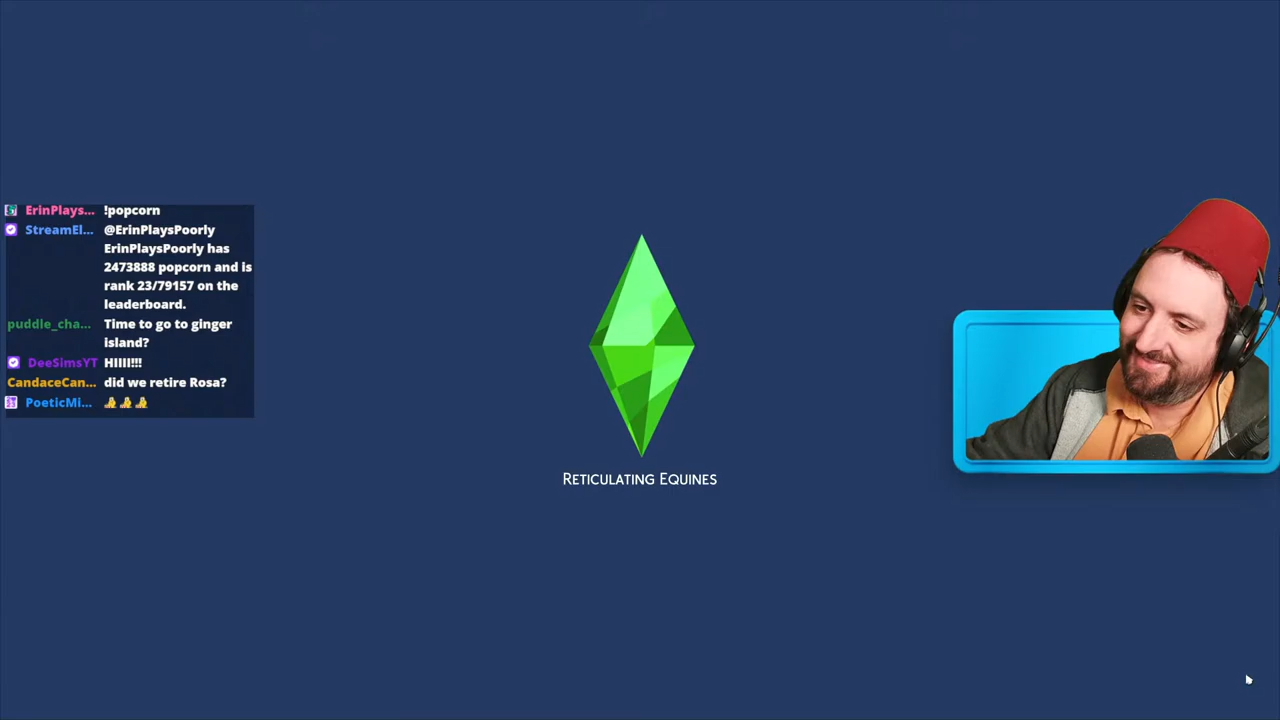 ErinPlays... !popcorn
StreamEl... @ErinPlaysPoorly
ErinPlaysPoorly has
2473888 popcorn and is
rank 23/79157 on the
leaderboard.
puddle_cha... Time to go to ginger
island?
DeeSimsYT HIIII!!!
CandaceCan... did we retire Rosa?
PoeticMi...
RETICULATING EQUINES